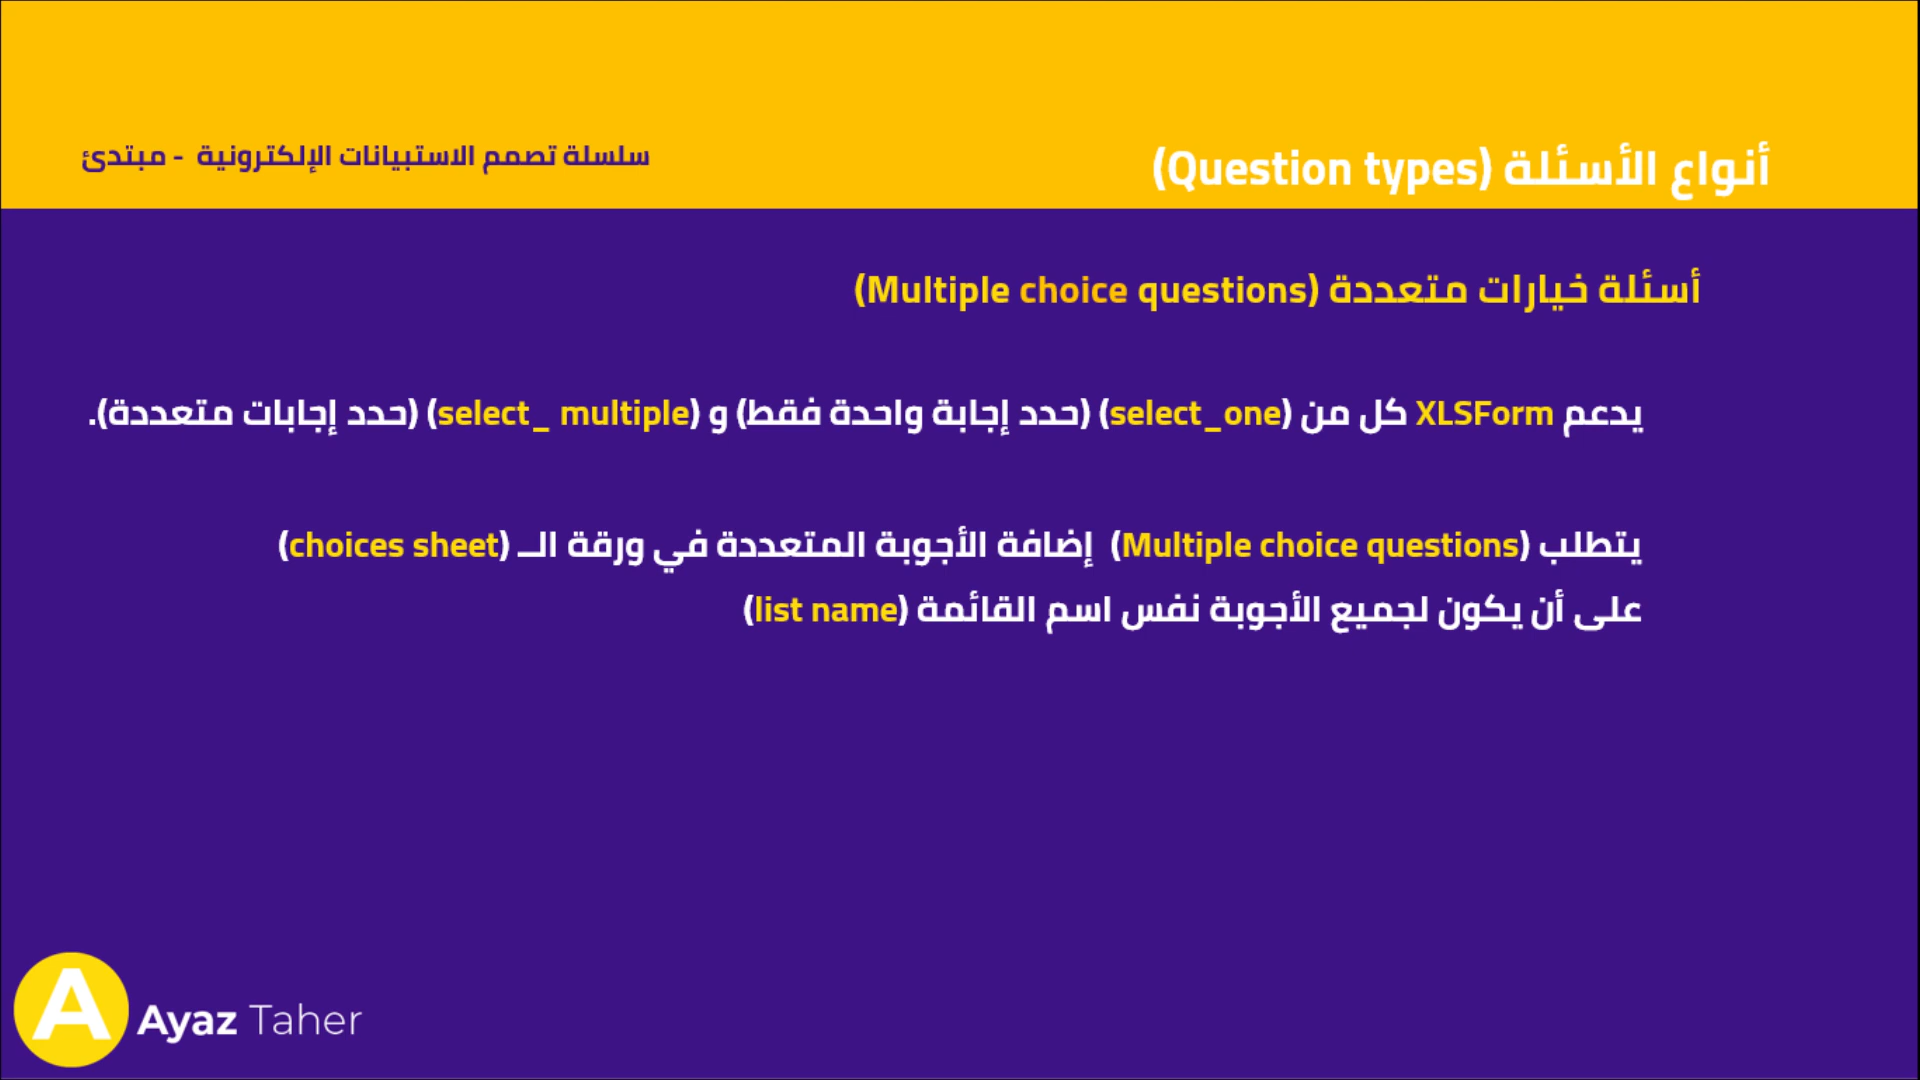 أنواع الأسئلة (Question types)
سلسلة تصمم الاستبيانات الإلكترونية - مبتدئ
أسئلة خيارات متعددة (Multiple choice questions)
يدعم XLSForm كل من (select_one) (حدد إجابة واحدة فقط) و (select_ multiple) (حدد إجابات متعددة).
يتطلب (Multiple choice questions) إضافة الأجوبة المتعددة في ورقة الــ (choices sheet)
على أن يكون لجميع الأجوبة نفس اسم القائمة (list name)
A Ayaz Taher